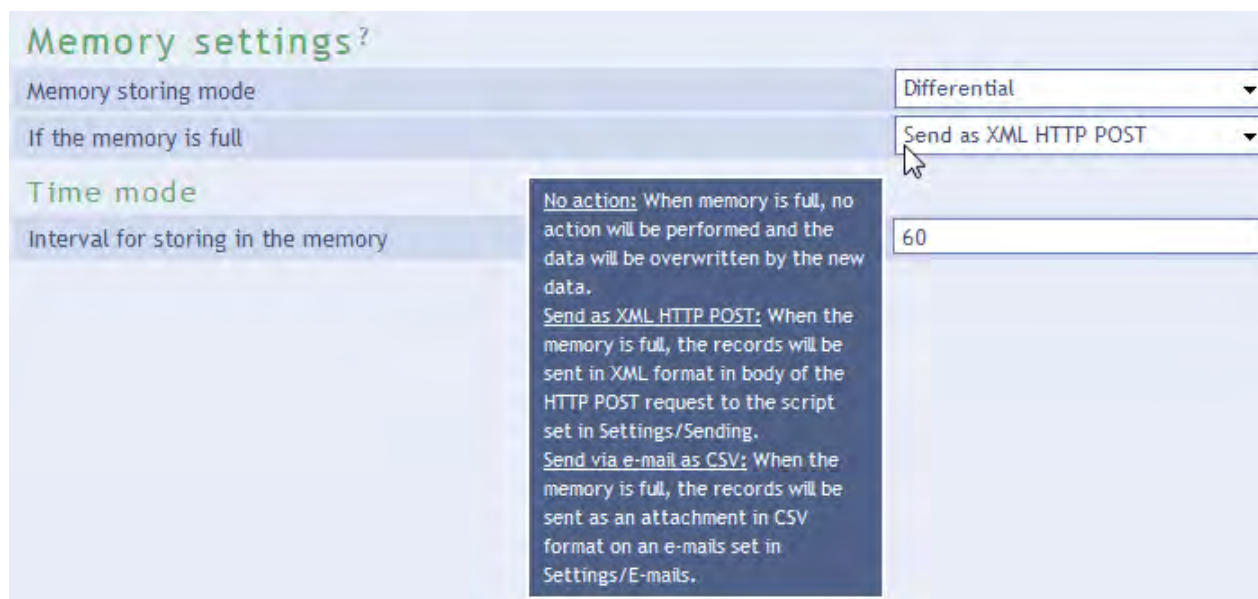 Memory settings?
Memory storing mode
Differential
If the memory is full
Send as XML HTTP POST
Time mode
Interval for storing in the memory
60
No action: When memory is full, no
action will be performed and the
data will be overwritten by the new
data.
Send as XML HTTP POST: When the
memory is full, the records will be
sent in XML format in body of the
HTTP POST request to the script
set in Settings/Sending.
Send via e-mail as CSV: When the
memory is full, the records will be
sent as an attachment in CSV
format on an e-mails set in
Settings/E-mails.